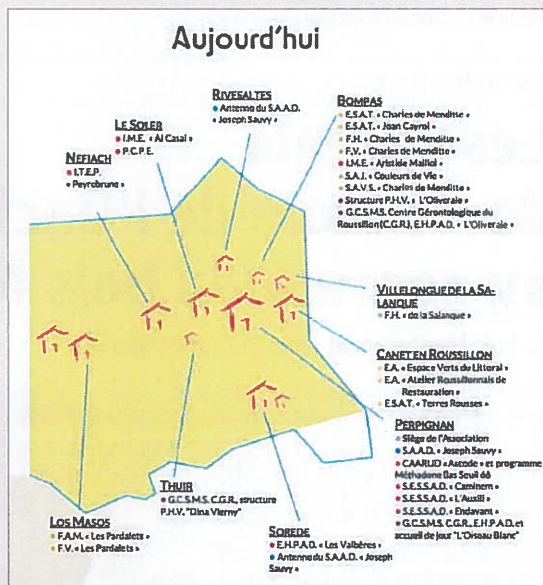 Aujourd'hui
RIVESALTES
• Antenne du S.A.A.D.
« Joseph Sauvy »
BOMPAS
• E.S.A.T. « Charles de Menditte »
• E.S.A.T. « Joan Cayrol »
• F.H. « Charles de Menditte »
• F.V. « Charles de Menditte »
• I.M.E. « Aristide Maillol »
• S.A.J. « Couleurs de Vie »
• S.A.V.S. « Charles de Menditte »
• Structure P.H.V. « L'Oliveraie »
• G.C.S.M.S. Centre Gérontologique du
Roussillon (C.G.R.), E.H.P.A.D. « L'Oliveraie »
LE SOLER
• I.M.E. « Al Casal »
• P.C.P.E.
NEFIACH
• I.T.E.P.
« Peyrebrune »
VILLELONGUE DE LA SA-
LANQUE
• F.H. « de la Salanque »
CANET EN ROUSSILLON
• E.A. « Espace Verts du Littoral »
• E.A. « Atelier Roussillonnais de
Restauration »
• E.S.A.T. « Terres Rousses »
PERPIGNAN
• Siège de l'Association
• S.A.A.D. « Joseph Sauvy »
• CAARUD « Ascode » et programme
Méthadone Bas Seuil 66
• S.E.S.S.A.D. « Caminem »
• S.E.S.S.A.D. « L'Auxili »
• S.E.S.S.A.D. « Endavant »
• G.C.S.M.S. C.G.R., E.H.P.A.D. et
accueil de jour "L'Oiseau Blanc"
THUIR
• G.C.S.M.S. C.G.R., structure
P.H.V. "Dina Vierny"
LOS MASOS
• F.A.M. « Les Pardalets »
• F.V. « Les Pardalets »
SOREDE
• E.H.P.A.D. « Les Valbères »
• Antenne du S.A.A.D. « Joseph
Sauvy »